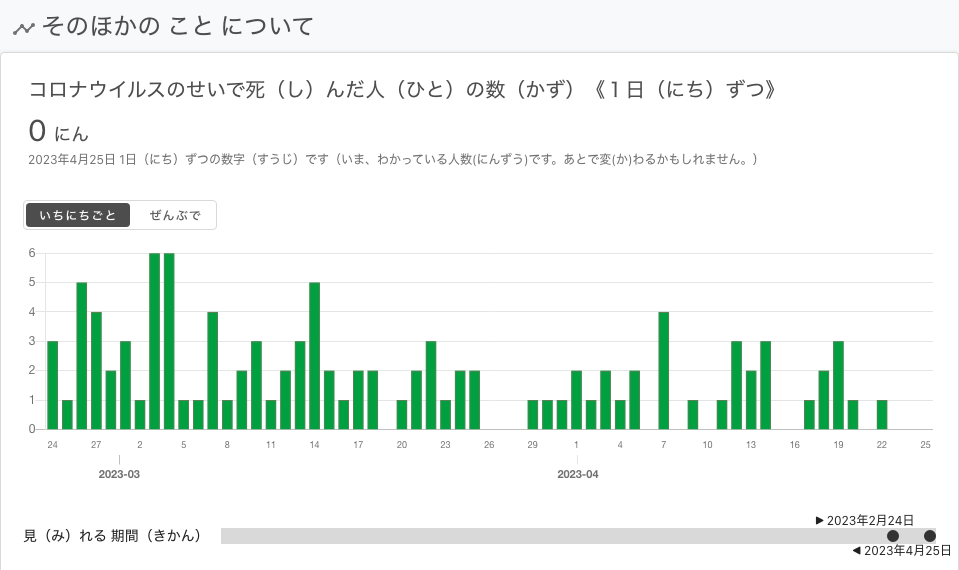 そのほかの こと について
コロナウイルスのせいで死（し）んだ人（ひと）の数（かず）《１日（にち）ずつ》
0 にん
2023年4月25日 1日（にち）ずつの数字（すうじ）です（いま、わかっている人数(にんずう)です。あとで変(か)わるかもしれません。）
いちにちごと ぜんぶで
6
5
4
3
2
1
0
24 27 2 5 8 11 14 17 20 23 26 29 1 4 7 10 13 16 19 22 25
2023-03 2023-04
▶ 2023年2月24日
見（み）れる 期間（きかん）
◀ 2023年4月25日